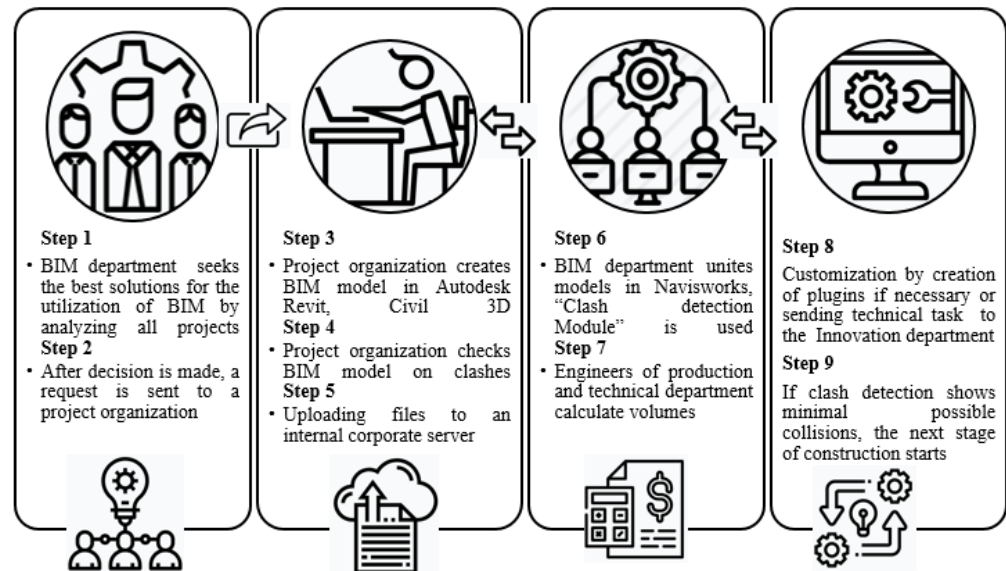 Step 1
• BIM department seeks
the best solutions for the
utilization of BIM by
analyzing all projects
Step 2
• After decision is made, a
request is sent to a
project organization
Step 3
• Project organization creates
BIM model in Autodesk
Revit, Civil 3D
Step 4
• Project organization checks
BIM model on clashes
Step 5
• Uploading files to an
internal corporate server
Step 6
• BIM department unites
models in Navisworks,
“Clash detection
Module” is used
Step 7
• Engineers of production
and technical department
calculate volumes
Step 8
Customization by creation
of plugins if necessary or
sending technical task to
the Innovation department
Step 9
If clash detection shows
minimal possible
collisions, the next stage
of construction starts
$